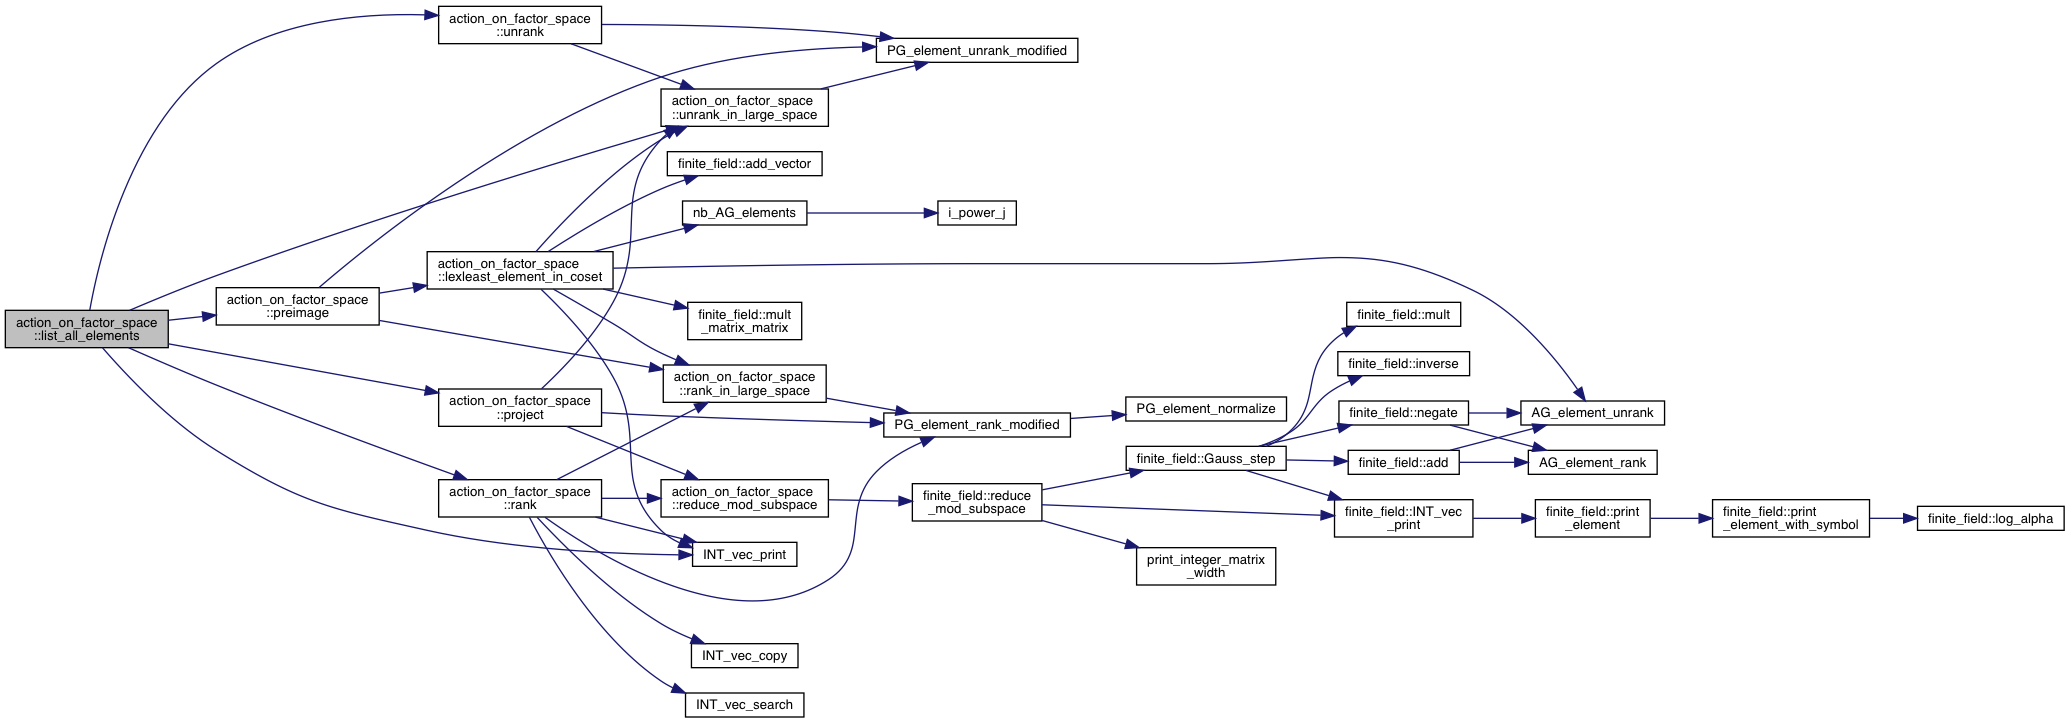 action_on_factor_space
::list_all_elements
action_on_factor_space
::preimage
action_on_factor_space
::unrank
action_on_factor_space
::lexleast_element_in_coset
action_on_factor_space
::project
action_on_factor_space
::rank
PG_element_unrank_modified
action_on_factor_space
::unrank_in_large_space
finite_field::add_vector
nb_AG_elements
i_power_j
finite_field::mult
_matrix_matrix
action_on_factor_space
::rank_in_large_space
PG_element_rank_modified
PG_element_normalize
action_on_factor_space
::reduce_mod_subspace
INT_vec_print
INT_vec_copy
INT_vec_search
finite_field::reduce
_mod_subspace
finite_field::Gauss_step
print_integer_matrix
_width
finite_field::mult
finite_field::inverse
finite_field::negate
finite_field::add
finite_field::INT_vec
_print
AG_element_unrank
AG_element_rank
finite_field::print
_element
finite_field::print
_element_with_symbol
finite_field::log_alpha